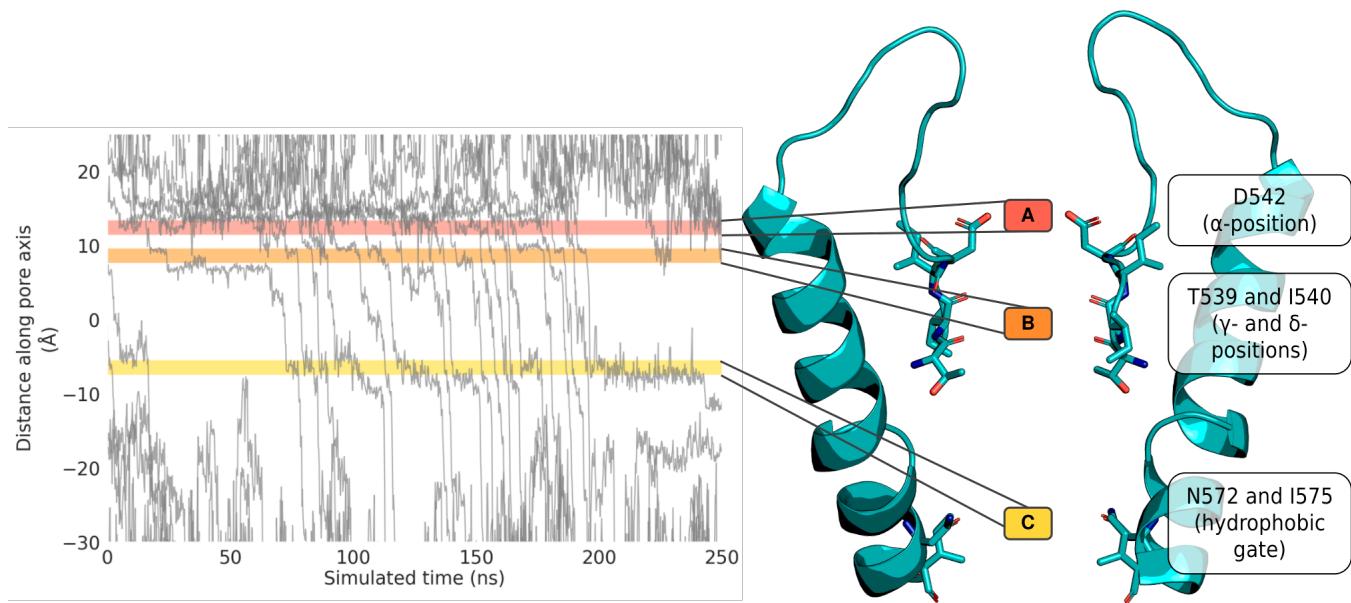 20
10
0
−10
−20
−30
0
50
100
150
200
250
Distance along pore axis
(Å)
Simulated time (ns)
A
B
C
D542
(α-position)
T539 and I540
(γ- and δ-
positions)
N572 and I575
(hydrophobic
gate)